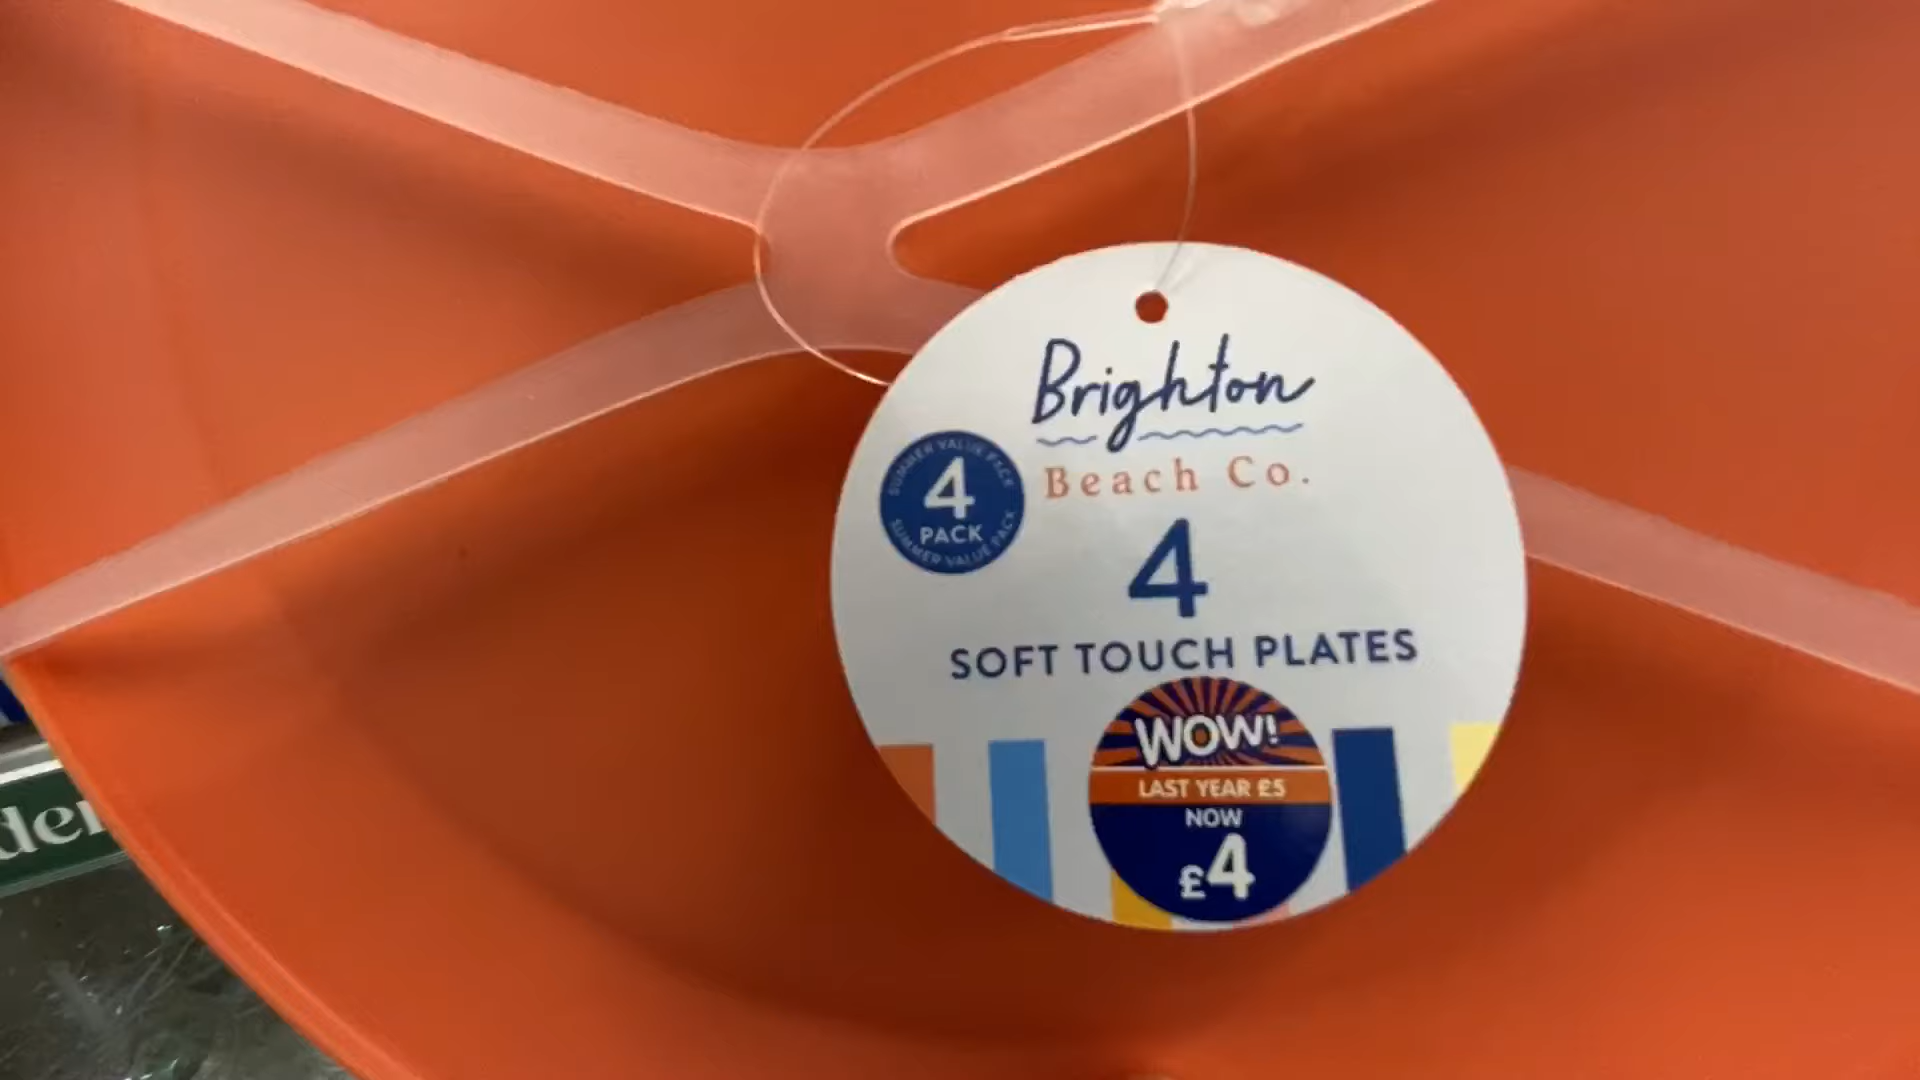 Brighton
Beach Co.
SUMMER VALUE PACK
4
PACK
SUMMER VALUE PACK
4
SOFT TOUCH PLATES
WOW!
LAST YEAR £5
NOW
£4